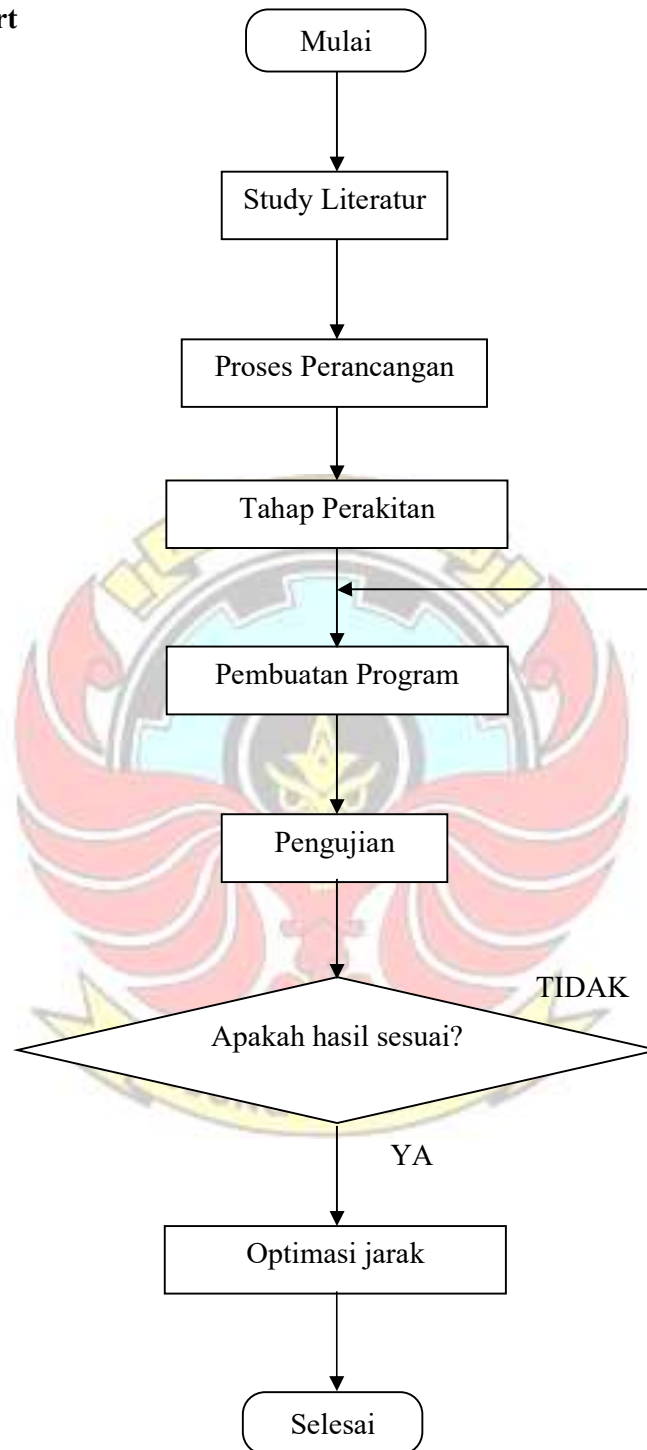 rt
Mulai
Study Literatur
Proses Perancangan
Tahap Perakitan
Pembuatan Program
Pengujian
TIDAK
Apakah hasil sesuai?
YA
Optimasi jarak
Selesai